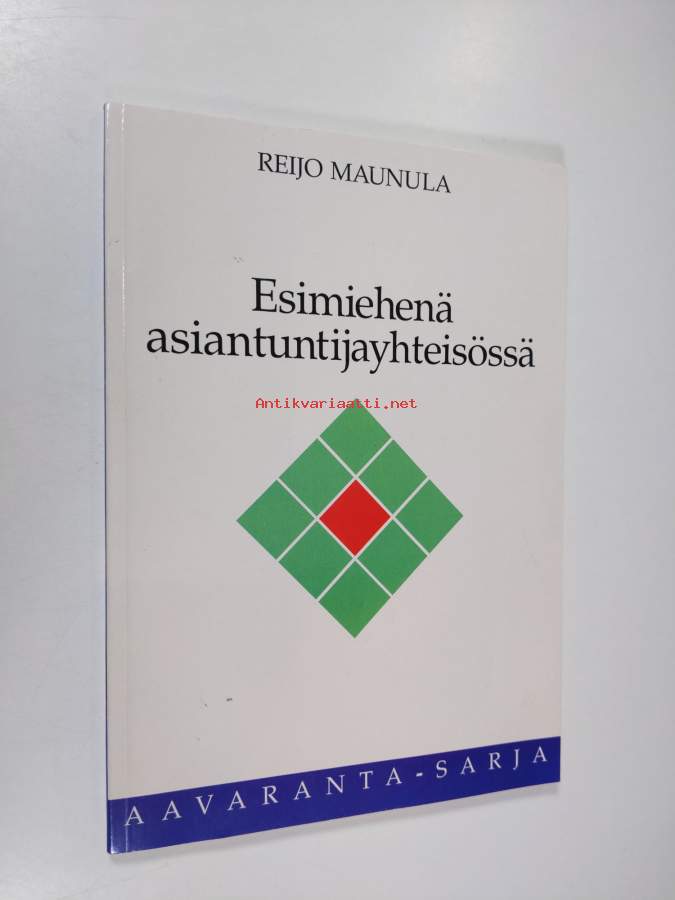 REIJO MAUNULA
Esimiehenä
asiantuntijayhteisössä
Antikvariaatti.net
AAVARANTA-SARJA